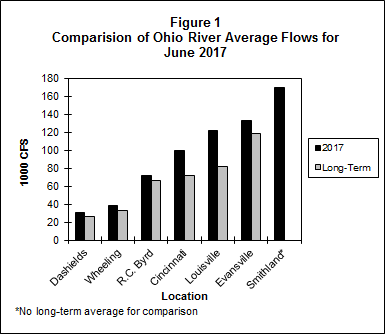 Figure 1
Comparision of Ohio River Average Flows for
June 2017
1000 CFS
180
160
140
120
100
80
60
40
20
0
Dashields
Wheeling
R.C. Byrd
Cincinnati
Louisville
Evansville
Smithland*
Location
2017
Long-Term
*No long-term average for comparison